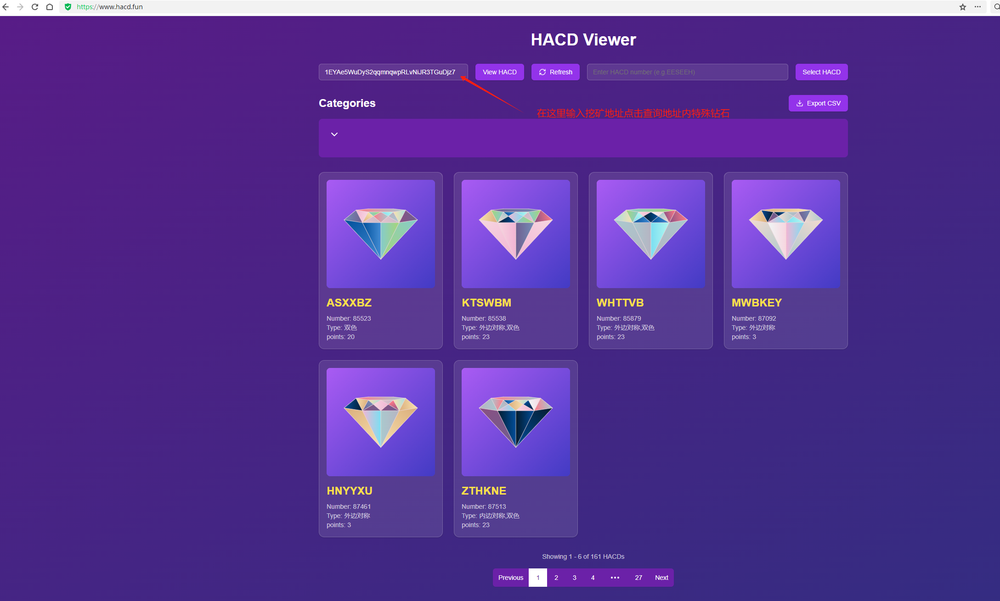 https://www.hacd.fun
HACD Viewer
1EYAe5WuDyS2qqmnqwpRLvNiJR3TGuDjz7
View HACD
Refresh
Enter HACD number (e.g.EESEEH)
Select HACD
Categories
Export CSV
在这里输入挖矿地址点击查询地址内特殊钻石
ASXXBZ
Number: 85523
Type: 双色
points: 20
KTSWBM
Number: 85538
Type: 外边对称,双色
points: 23
WHTTVB
Number: 85879
Type: 外边对称,双色
points: 23
MWBKEY
Number: 87092
Type: 外边对称
points: 3
HNYYXU
Number: 87461
Type: 外边对称
points: 3
ZTHKNE
Number: 87513
Type: 内边对称,双色
points: 23
Showing 1 - 6 of 161 HACDs
Previous 1 2 3 4 ••• 27 Next